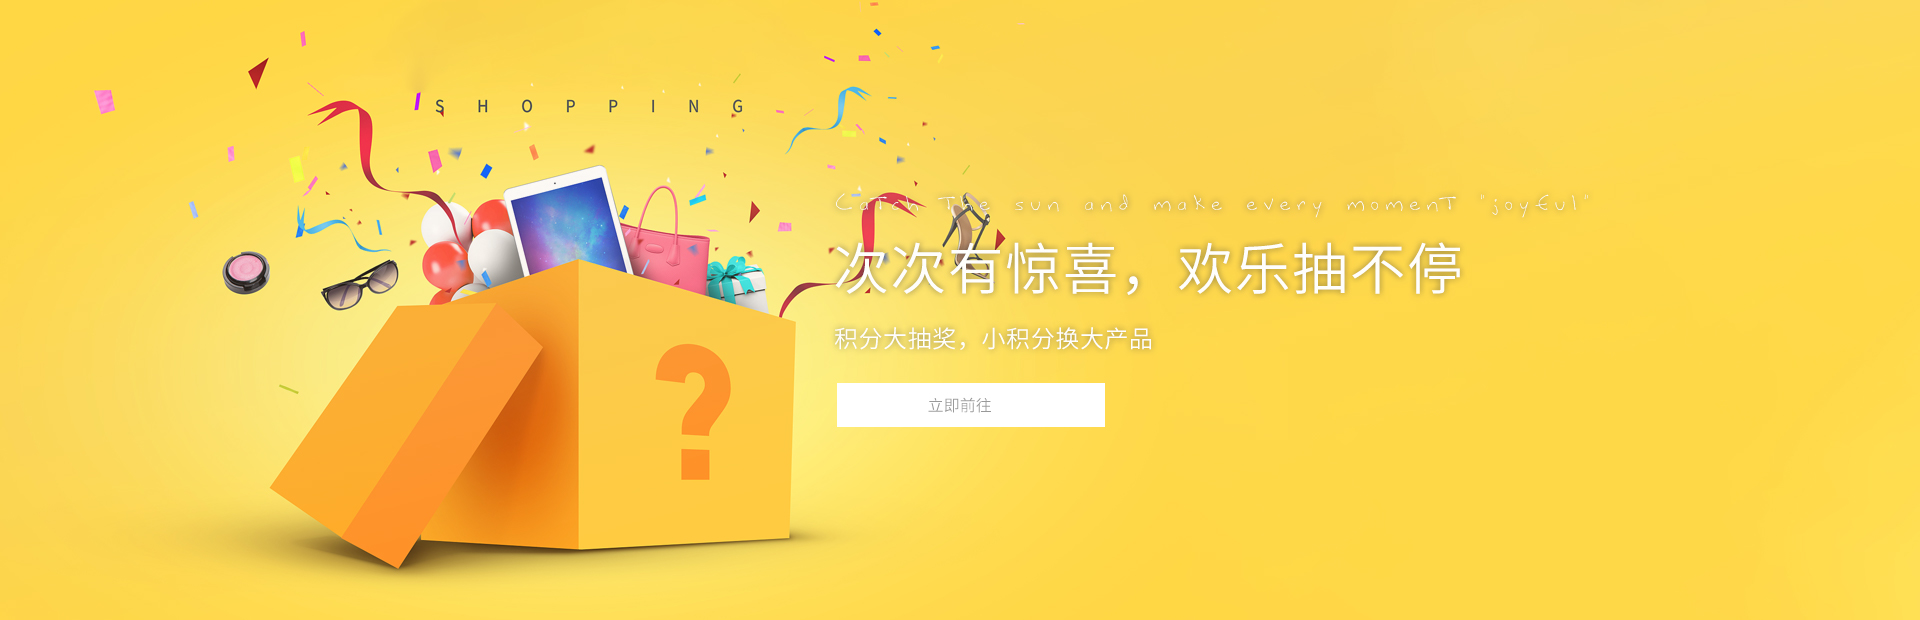 SHOPPING
CaTch The sun and make every momenT "joyful"
次次有惊喜，欢乐抽不停
积分大抽奖，小积分换大产品
立即前往
?